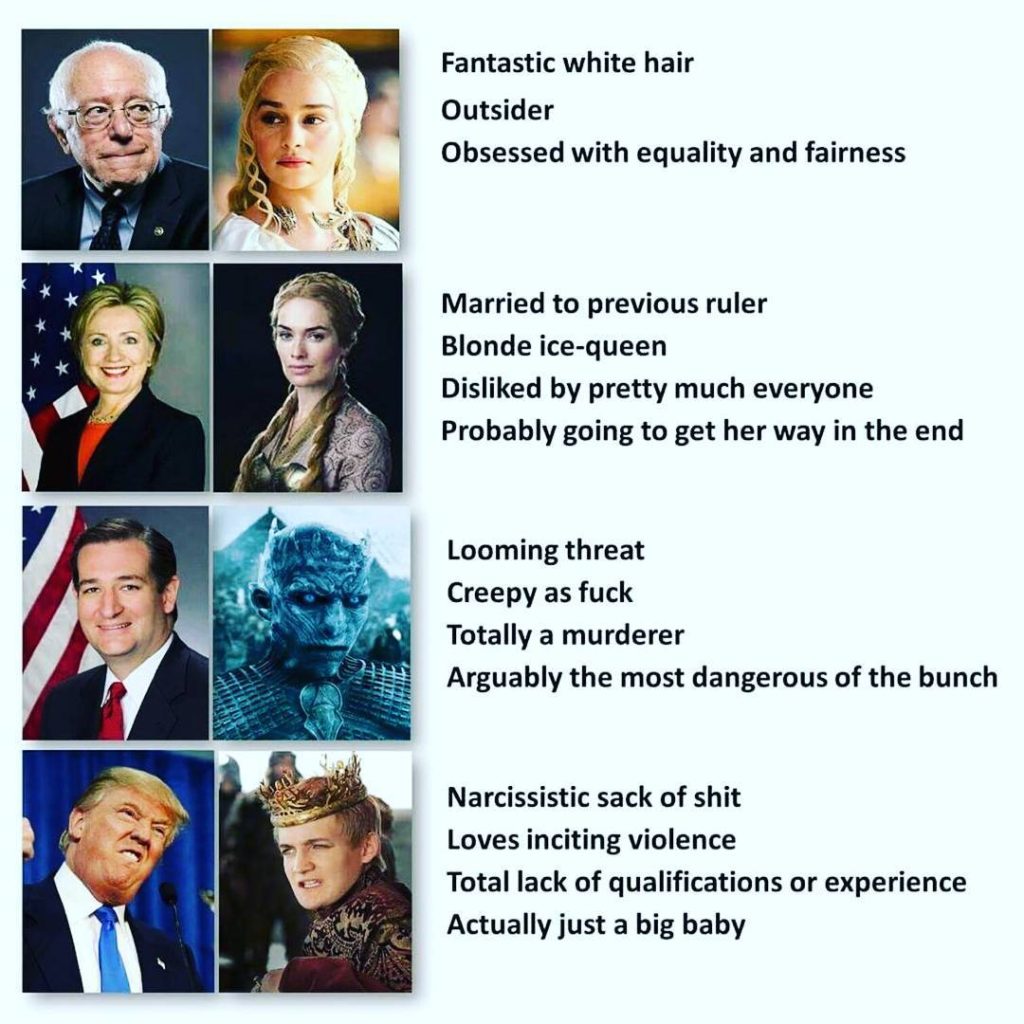 Fantastic white hair
Outsider
Obsessed with equality and fairness
Married to previous ruler
Blonde ice-queen
Disliked by pretty much everyone
Probably going to get her way in the end
Looming threat
Creepy as fuck
Totally a murderer
Arguably the most dangerous of the bunch
Narcissistic sack of shit
Loves inciting violence
Total lack of qualifications or experience
Actually just a big baby